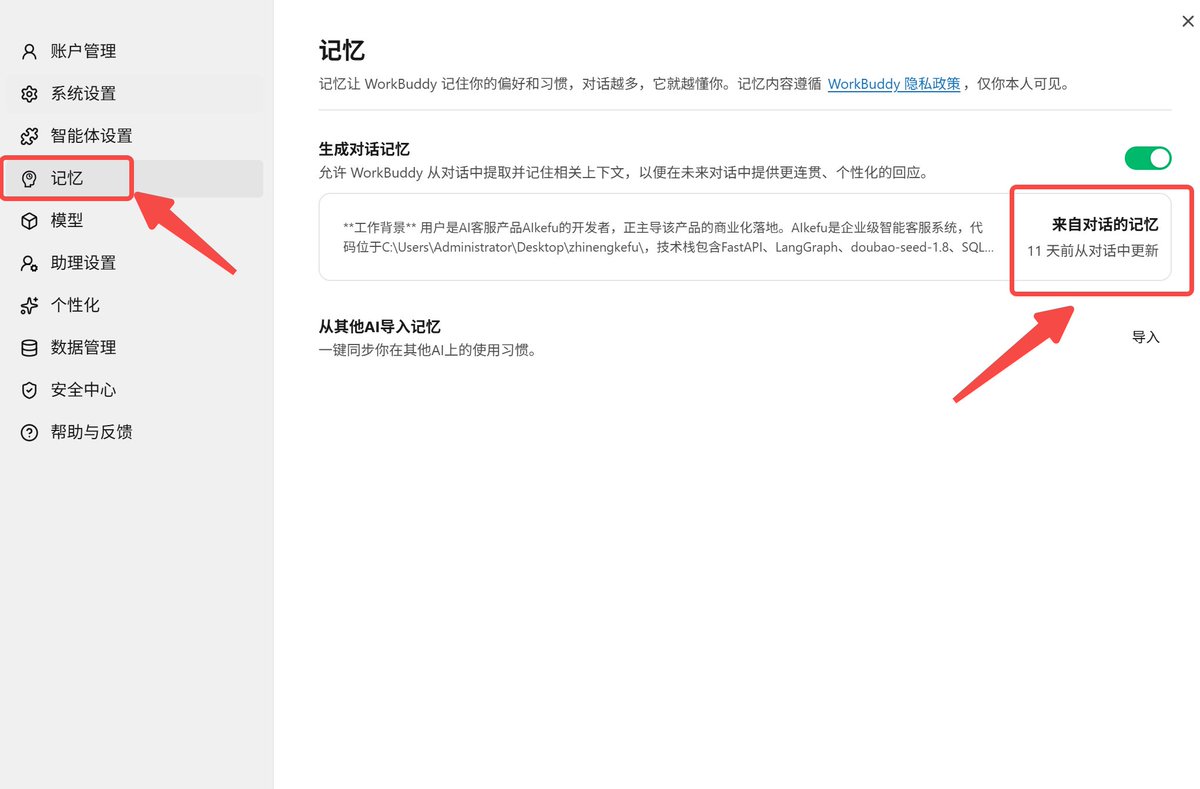 账户管理
系统设置
智能体设置
记忆
模型
助理设置
个性化
数据管理
安全中心
帮助与反馈
记忆
记忆让 WorkBuddy 记住你的偏好和习惯，对话越多，它就越懂你。记忆内容遵循 WorkBuddy 隐私政策 ，仅你本人可见。
生成对话记忆
允许 WorkBuddy 从对话中提取并记住相关上下文，以便在未来对话中提供更连贯、个性化的回应。
**工作背景** 用户是AI客服产品AIkefu的开发者，正主导该产品的商业化落地。AIkefu是企业级智能客服系统，代
码位于C:\Users\Administrator\Desktop\zhinengkefu\，技术栈包含FastAPI、LangGraph、doubao-seed-1.8、SQL...
来自对话的记忆
11 天前从对话中更新
从其他AI导入记忆
一键同步你在其他AI上的使用习惯。
导入